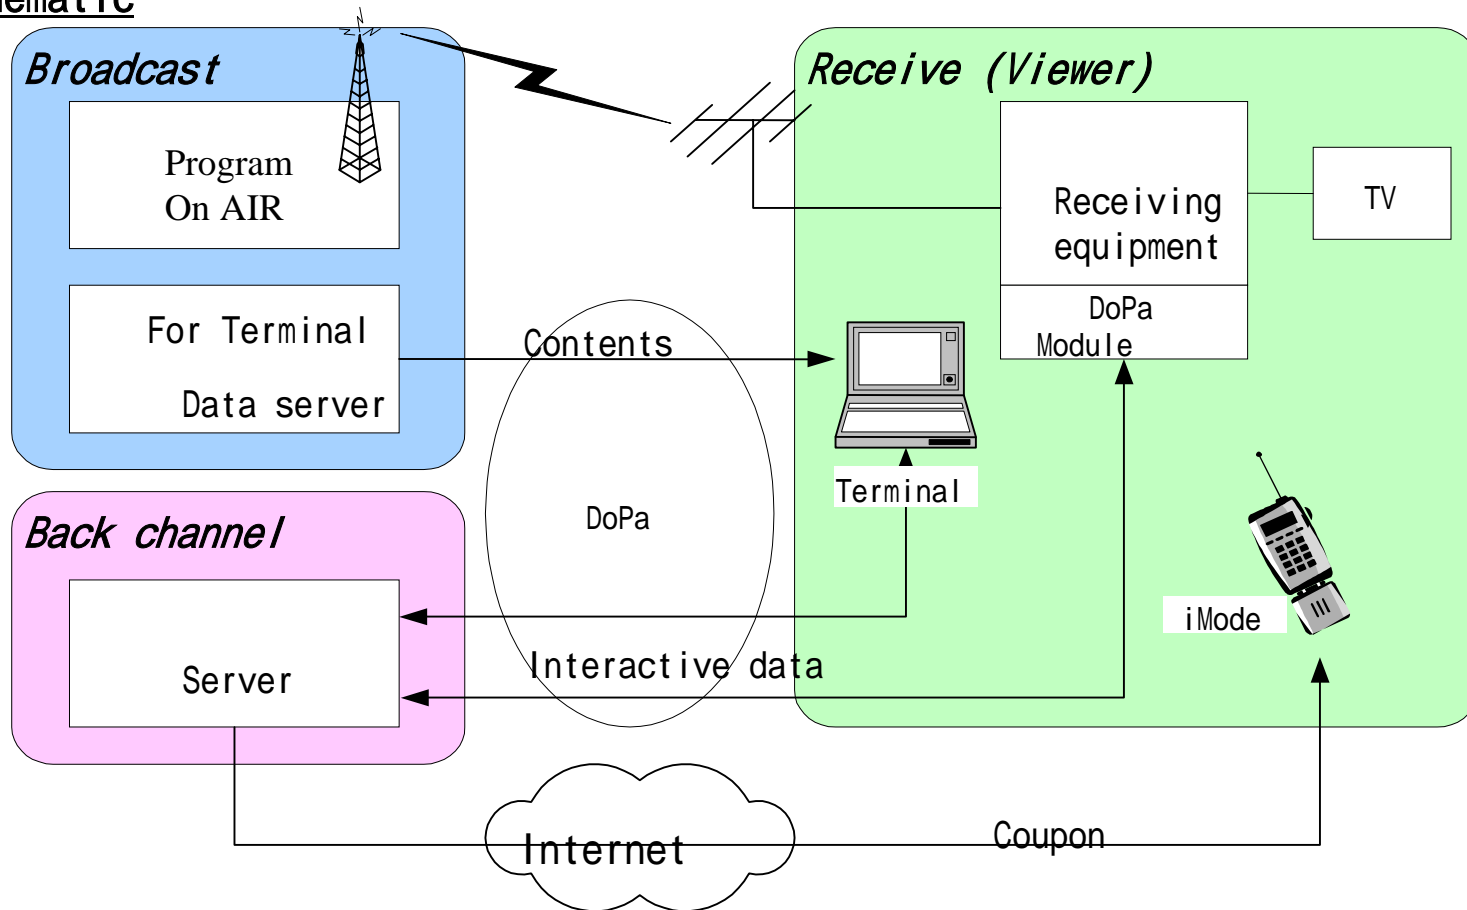 Broadcast
Program
On AIR
For Terminal
Data server
Back channel
Server
Contents
DoPa
Interactive data
Internet
Coupon
Receive (Viewer)
Receiving
equipment
DoPa
Module
TV
Terminal
iMode